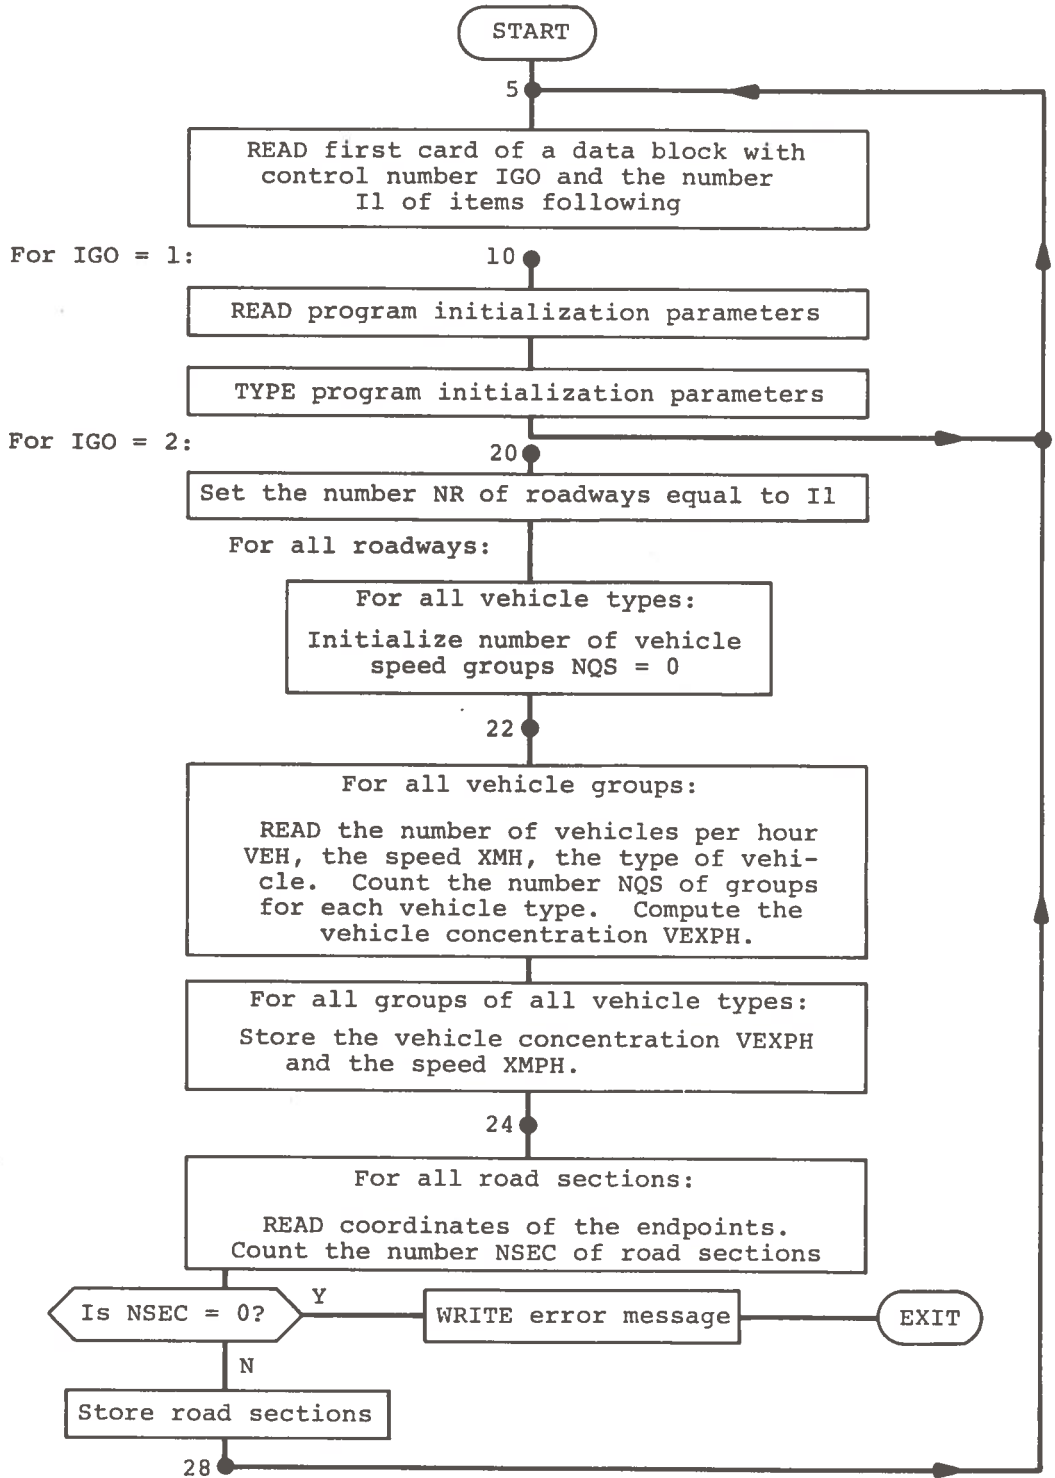 START
5
READ first card of a data block with
control number IGO and the number
I1 of items following
For IGO = 1:
10
READ program initialization parameters
TYPE program initialization parameters
For IGO = 2:
20
Set the number NR of roadways equal to I1
For all roadways:
For all vehicle types:
Initialize number of vehicle
speed groups NQS = 0
22
For all vehicle groups:
READ the number of vehicles per hour
VEH, the speed XMH, the type of vehi-
cle. Count the number NQS of groups
for each vehicle type. Compute the
vehicle concentration VEXPH.
For all groups of all vehicle types:
Store the vehicle concentration VEXPH
and the speed XMPH.
24
For all road sections:
READ coordinates of the endpoints.
Count the number NSEC of road sections
Is NSEC = 0?
Y
WRITE error message
EXIT
N
Store road sections
28